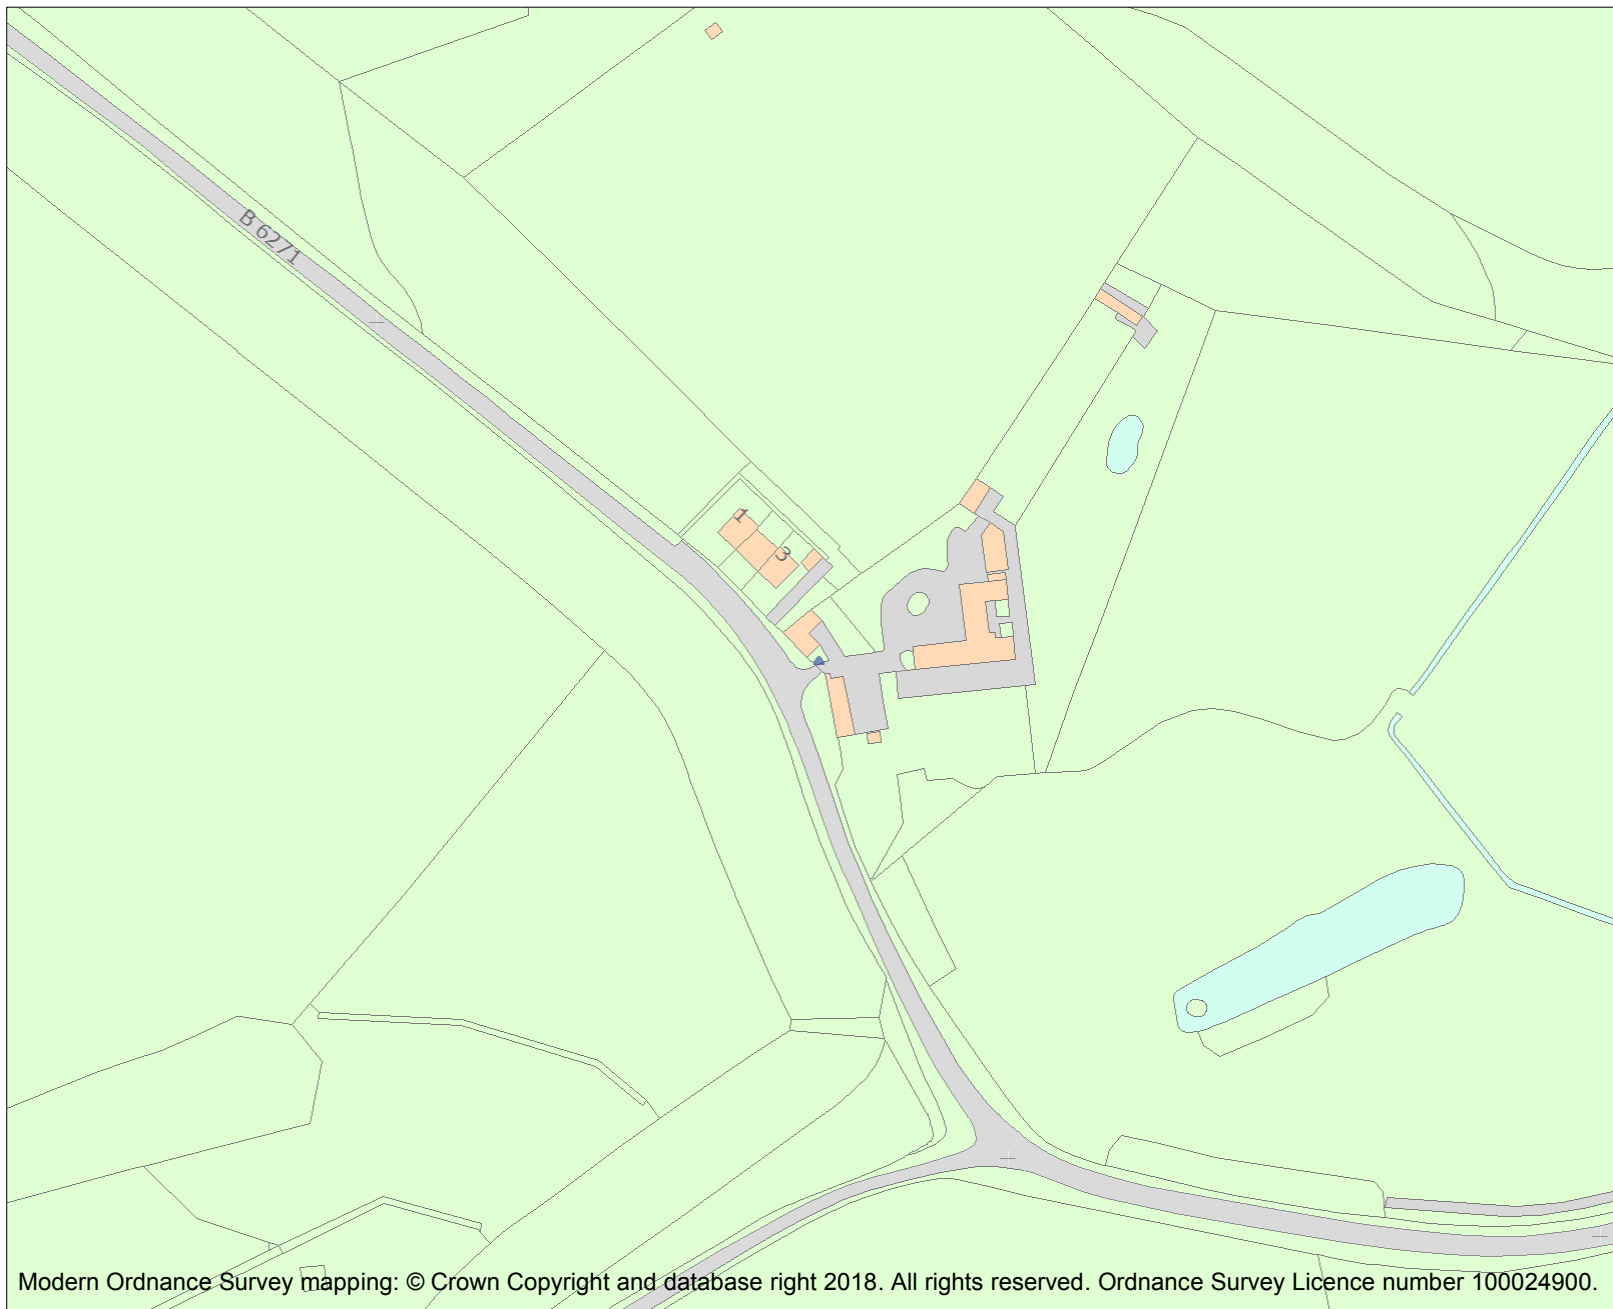 B 6271
1
3
Modern Ordnance Survey mapping: © Crown Copyright and database right 2018. All rights reserved. Ordnance Survey Licence number 100024900.